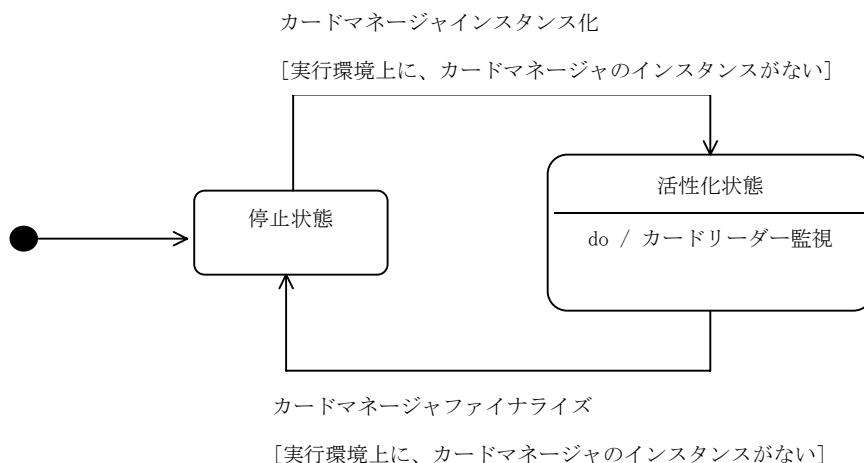 カードマネージャインスタンス化
[実行環境上に、カードマネージャのインスタンスがない]
停止状態
活性化状態
do / カードリーダー監視
カードマネージャファイナライズ
[実行環境上に、カードマネージャのインスタンスがない]